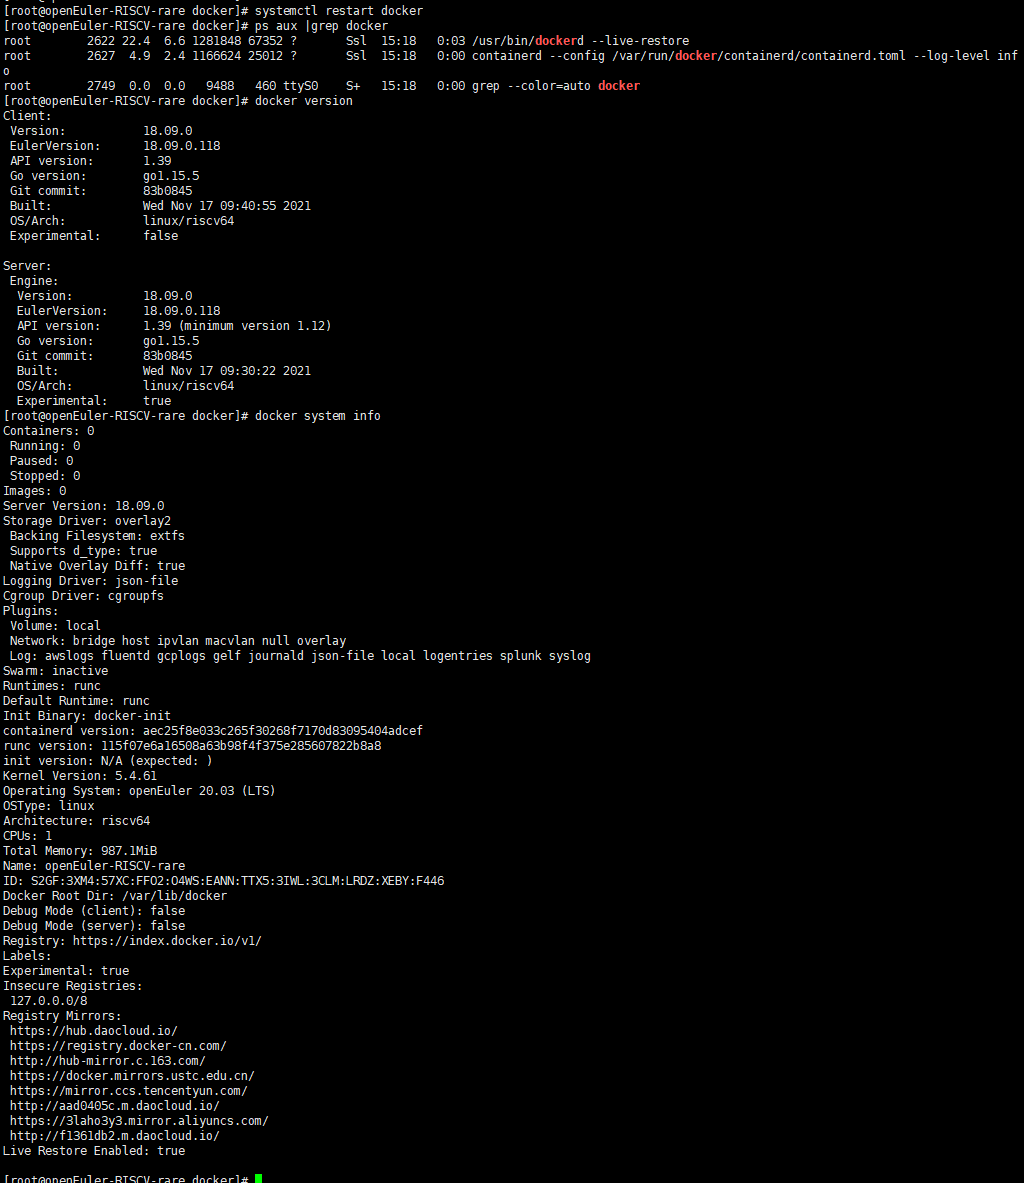 [root@openEuler-RISCV-rare docker]# systemctl restart docker
[root@openEuler-RISCV-rare docker]# ps aux |grep docker
root        2622 22.4  6.6 1281848 67352 ?       Ssl  15:18   0:03 /usr/bin/dockerd --live-restore
root        2627  4.9  2.4 1166624 25012 ?       Ssl  15:18   0:00 containerd --config /var/run/docker/containerd/containerd.toml --log-level inf
o
root        2749  0.0  0.0   9488   460 ttyS0    S+   15:18   0:00 grep --color=auto docker
[root@openEuler-RISCV-rare docker]# docker version
Client:
 Version:           18.09.0
 EulerVersion:      18.09.0.118
 API version:       1.39
 Go version:        go1.15.5
 Git commit:        83b0845
 Built:             Wed Nov 17 09:40:55 2021
 OS/Arch:           linux/riscv64
 Experimental:      false

Server:
 Engine:
  Version:          18.09.0
  EulerVersion:     18.09.0.118
  API version:      1.39 (minimum version 1.12)
  Go version:       go1.15.5
  Git commit:       83b0845
  Built:            Wed Nov 17 09:30:22 2021
  OS/Arch:          linux/riscv64
  Experimental:     true
[root@openEuler-RISCV-rare docker]# docker system info
Containers: 0
 Running: 0
 Paused: 0
 Stopped: 0
Images: 0
Server Version: 18.09.0
Storage Driver: overlay2
 Backing Filesystem: extfs
 Supports d_type: true
 Native Overlay Diff: true
Logging Driver: json-file
Cgroup Driver: cgroupfs
Plugins:
 Volume: local
 Network: bridge host ipvlan macvlan null overlay
 Log: awslogs fluentd gcplogs gelf journald json-file local logentries splunk syslog
Swarm: inactive
Runtimes: runc
Default Runtime: runc
Init Binary: docker-init
containerd version: aec25f8e033c265f30268f7170d83095404adcef
runc version: 115f07e6a16508a63b98f4f375e285607822b8a8
init version: N/A (expected: )
Kernel Version: 5.4.61
Operating System: openEuler 20.03 (LTS)
OSType: linux
Architecture: riscv64
CPUs: 1
Total Memory: 987.1MiB
Name: openEuler-RISCV-rare
ID: S2GF:3XM4:57XC:FFO2:O4WS:EANN:TTX5:3IWL:3CLM:LRDZ:XEBY:F446
Docker Root Dir: /var/lib/docker
Debug Mode (client): false
Debug Mode (server): false
Registry: https://index.docker.io/v1/
Labels:
Experimental: true
Insecure Registries:
 127.0.0.0/8
Registry Mirrors:
 https://hub.daocloud.io/
 https://registry.docker-cn.com/
 http://hub-mirror.c.163.com/
 https://docker.mirrors.ustc.edu.cn/
 https://mirror.ccs.tencentyun.com/
 http://aad0405c.m.daocloud.io/
 https://3laho3y3.mirror.aliyuncs.com/
 http://f1361db2.m.daocloud.io/
Live Restore Enabled: true

[root@openEuler-RISCV-rare docker]#